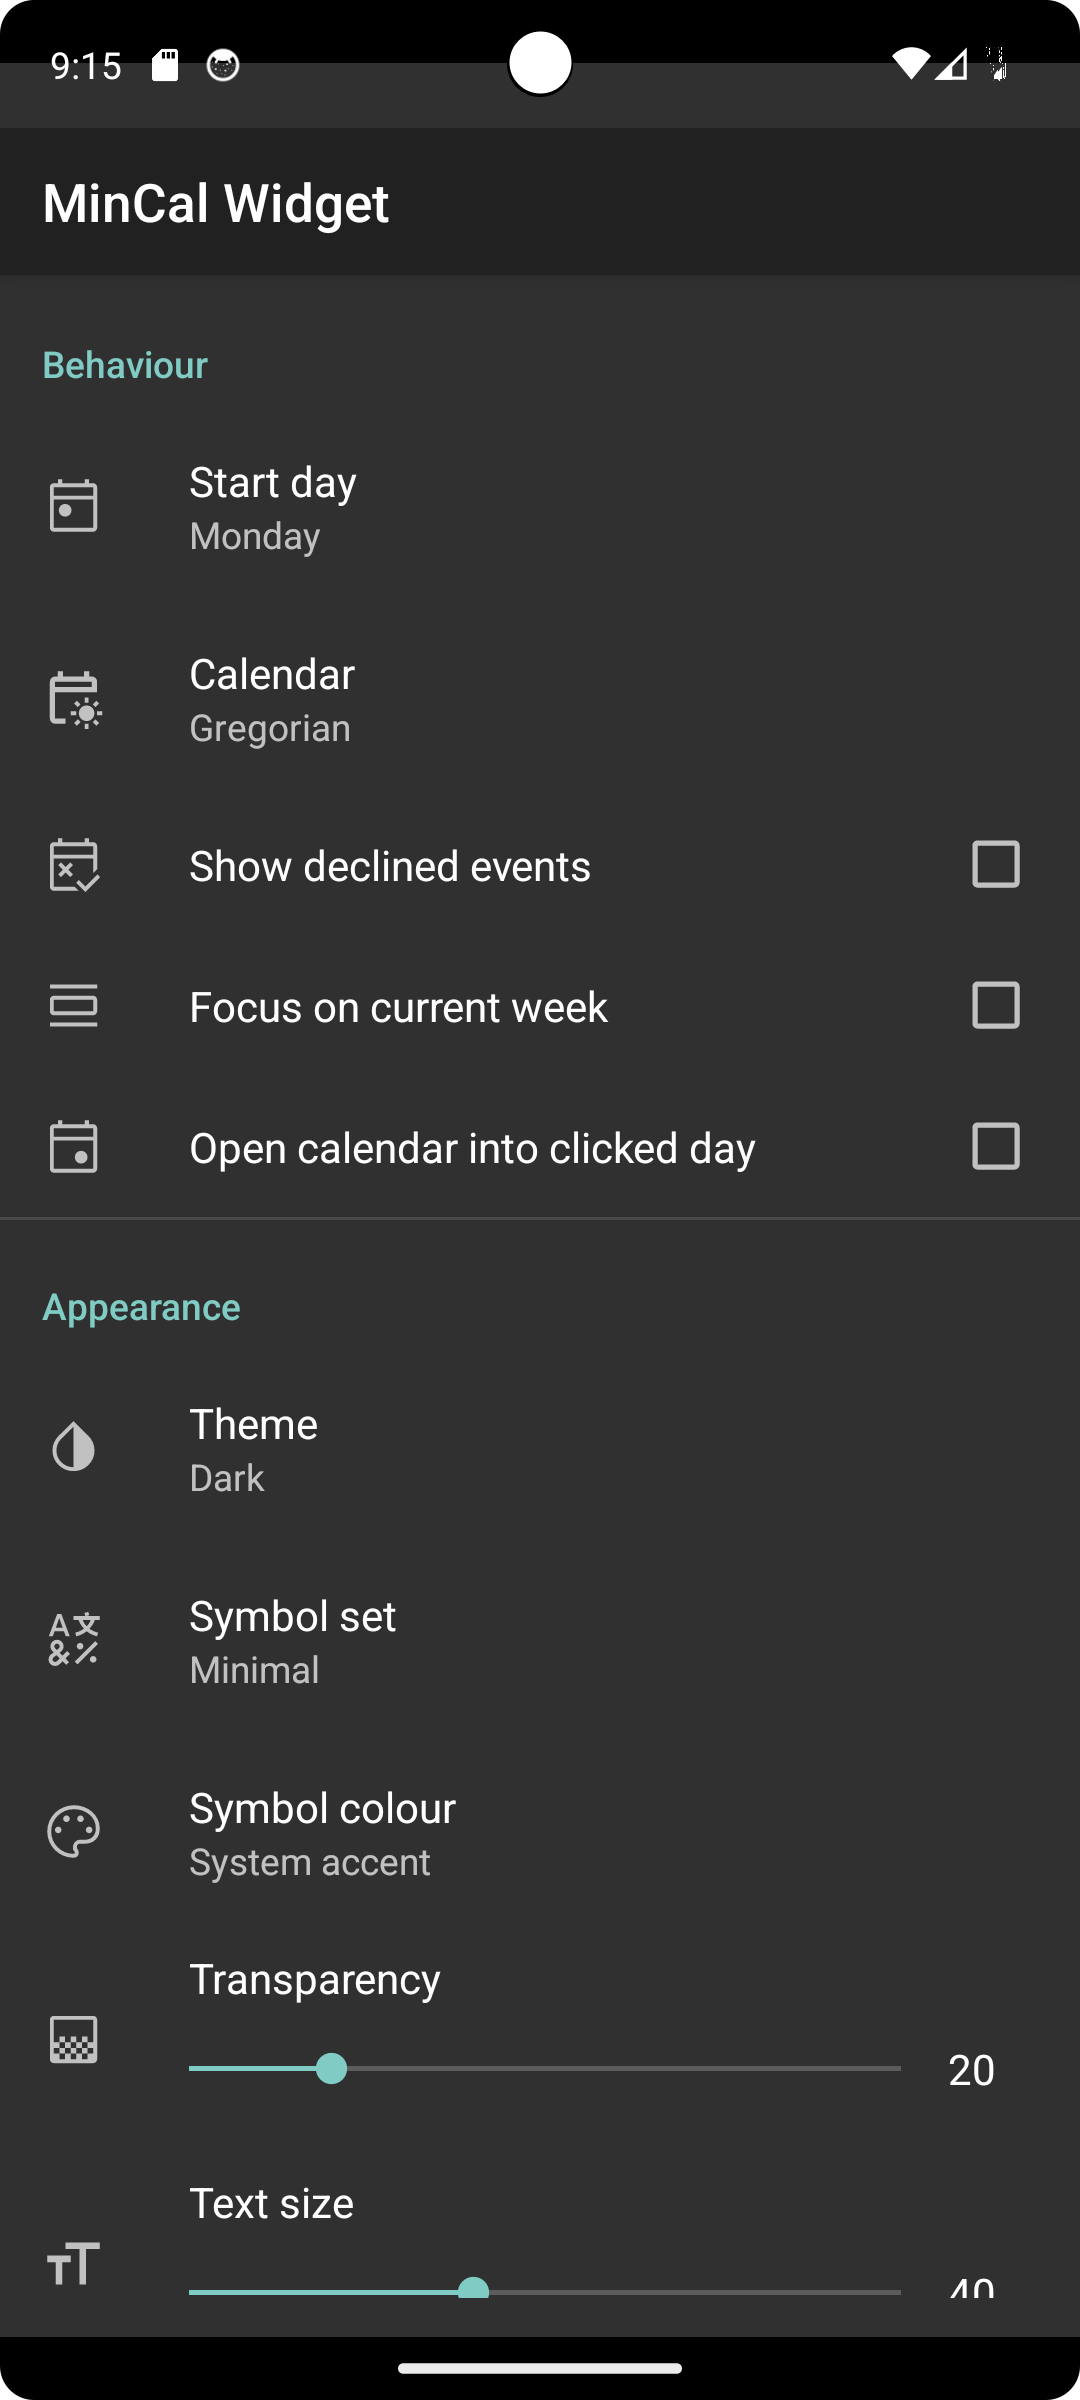 9:15
MinCal Widget
Behaviour
Start day
Monday
Calendar
Gregorian
Show declined events
Focus on current week
Open calendar into clicked day
Appearance
Theme
Dark
Symbol set
Minimal
Symbol colour
System accent
Transparency
20
Text size
40